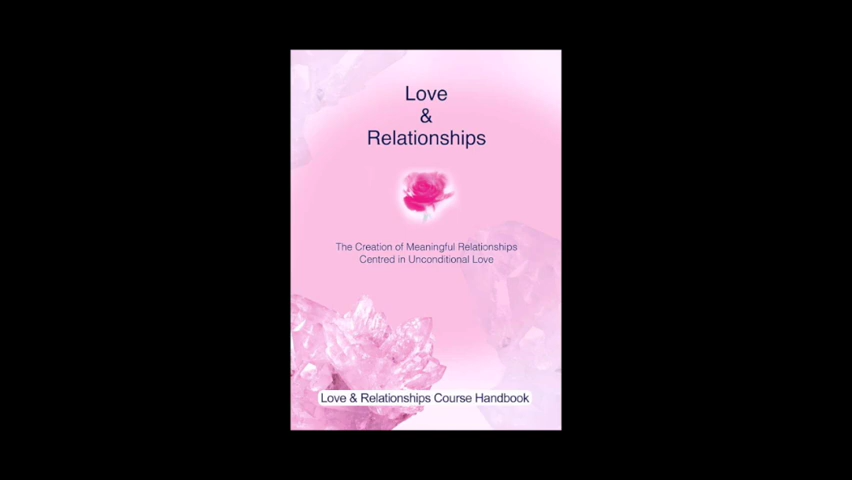 Love
&
Relationships
The Creation of Meaningful Relationships
Centred in Unconditional Love
Love & Relationships Course Handbook